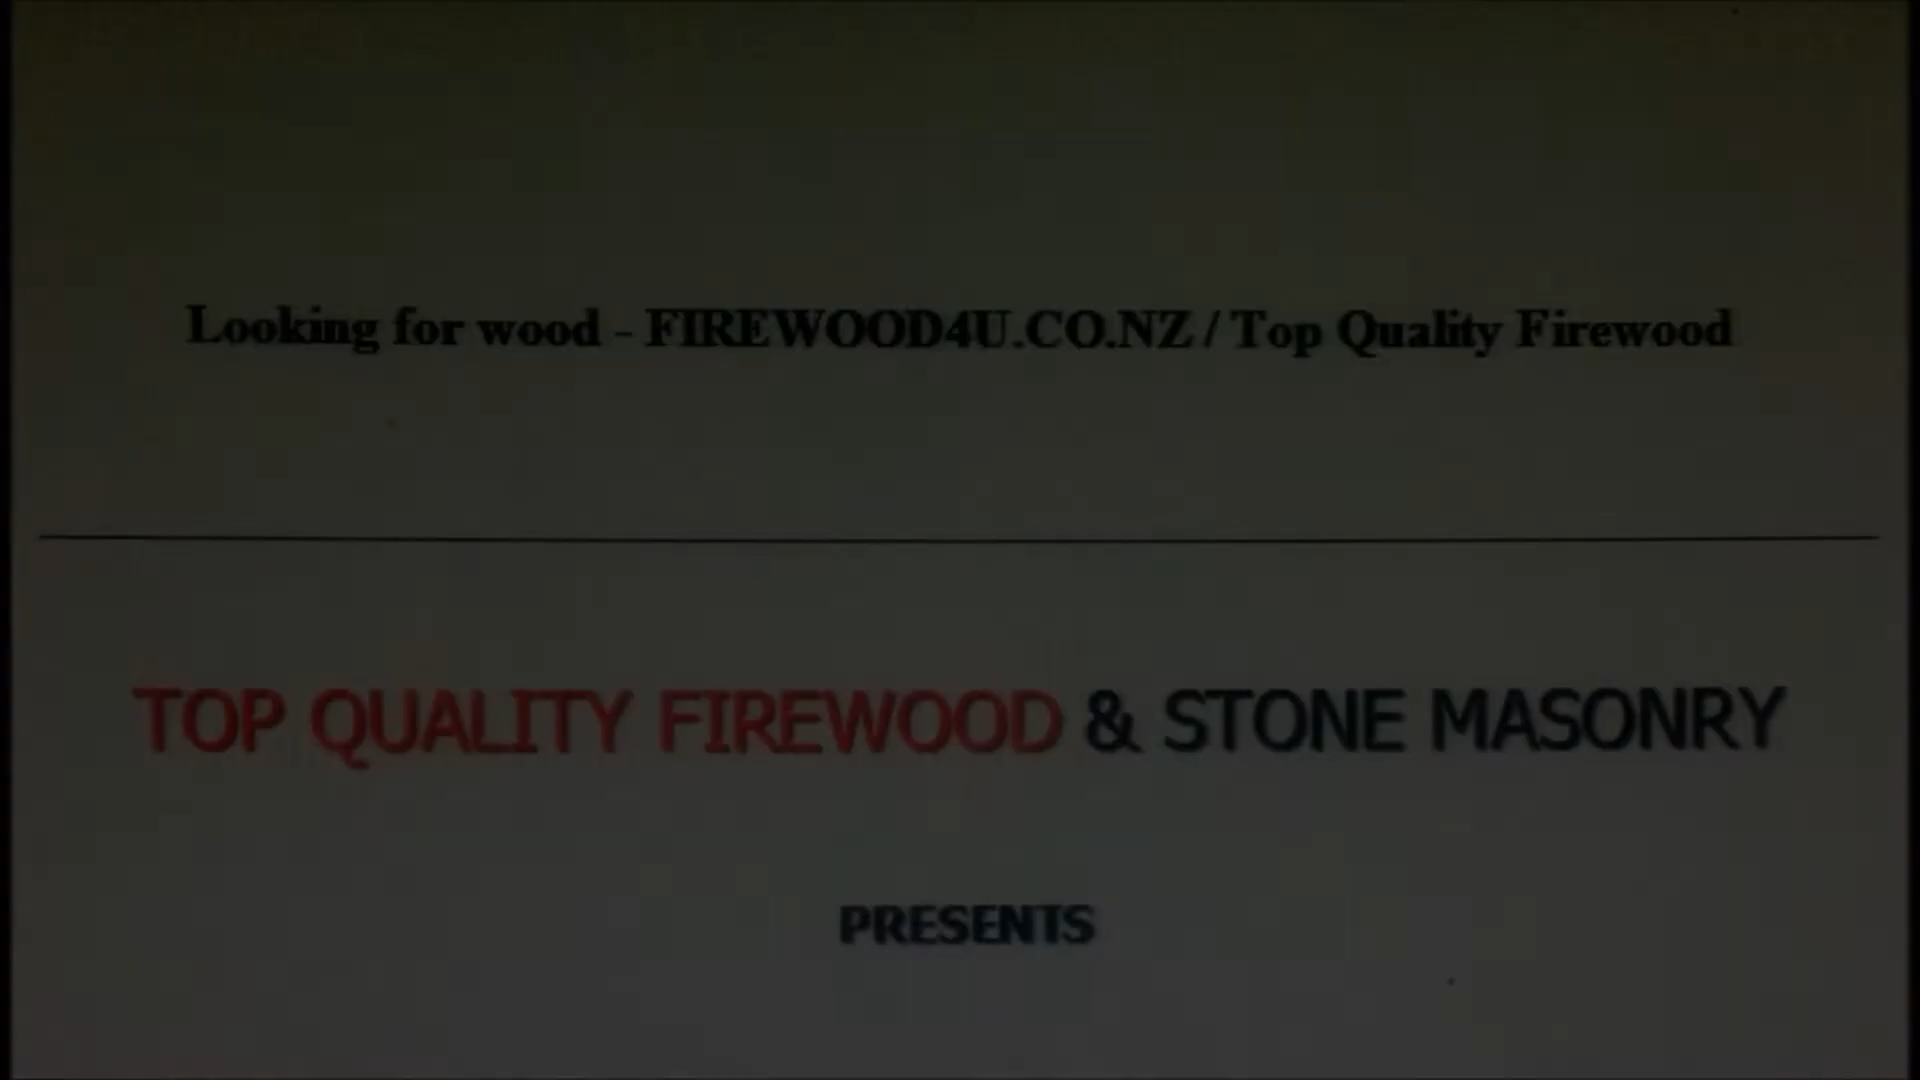 Looking for wood - FIREWOOD4U.CO.NZ / Top Quality Firewood
TOP QUALITY FIREWOOD & STONE MASONRY
PRESENTS